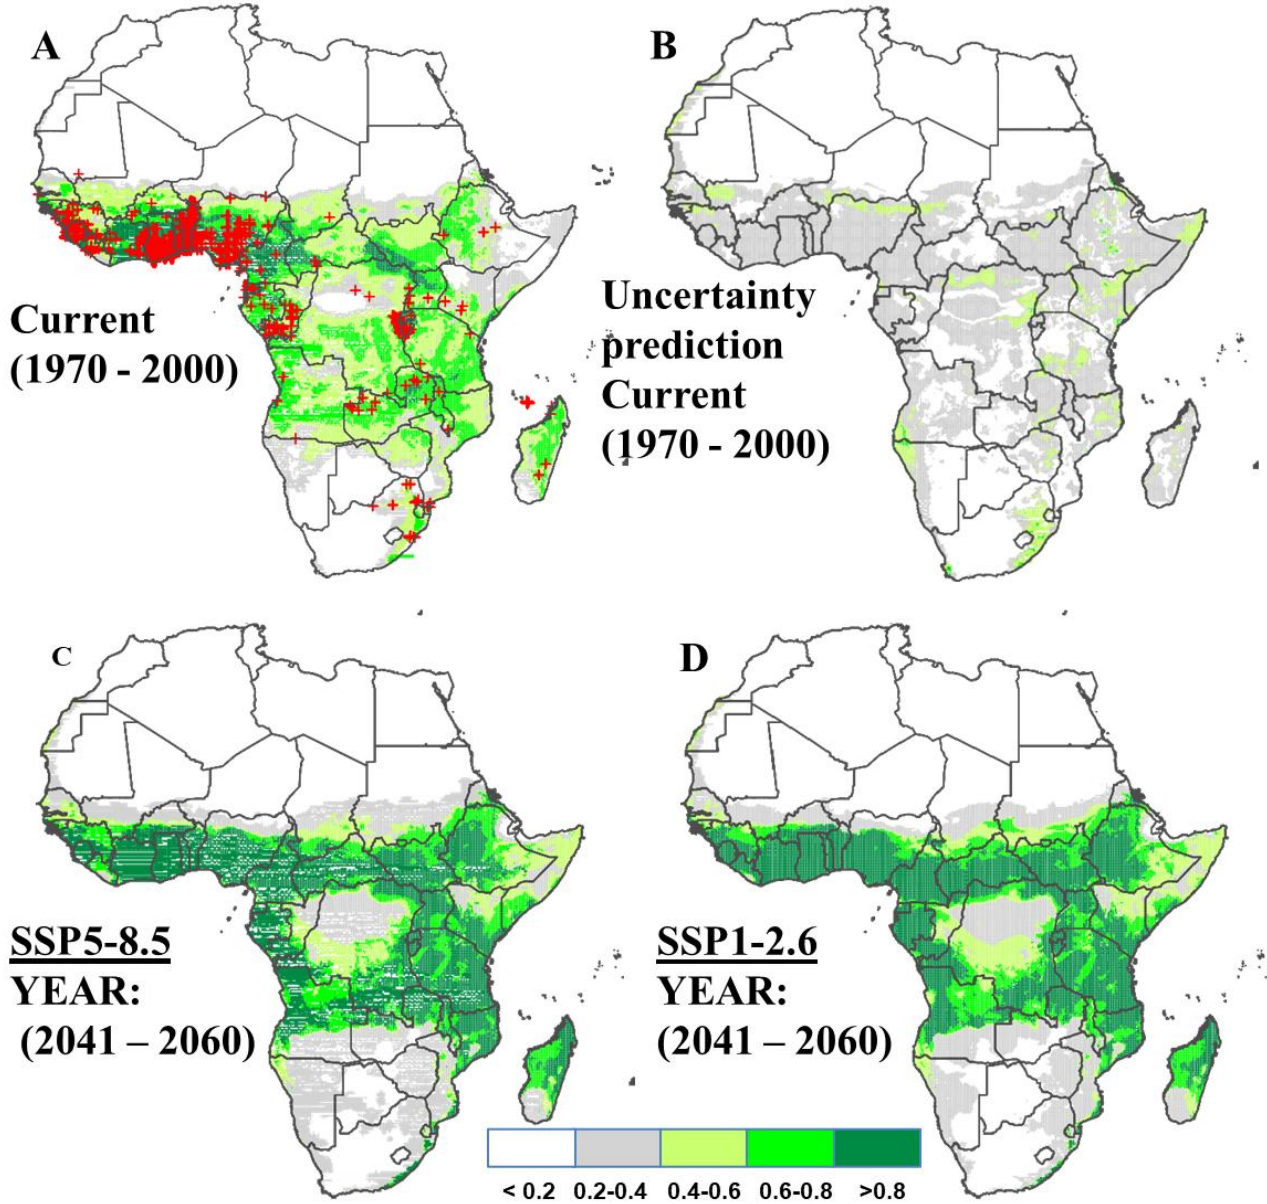 A
B
Current
(1970 - 2000)
Uncertainty
prediction
Current
(1970 - 2000)
C
D
SSP5-8.5
YEAR:
(2041 – 2060)
SSP1-2.6
YEAR:
(2041 – 2060)
< 0.2 0.2-0.4 0.4-0.6 0.6-0.8 >0.8